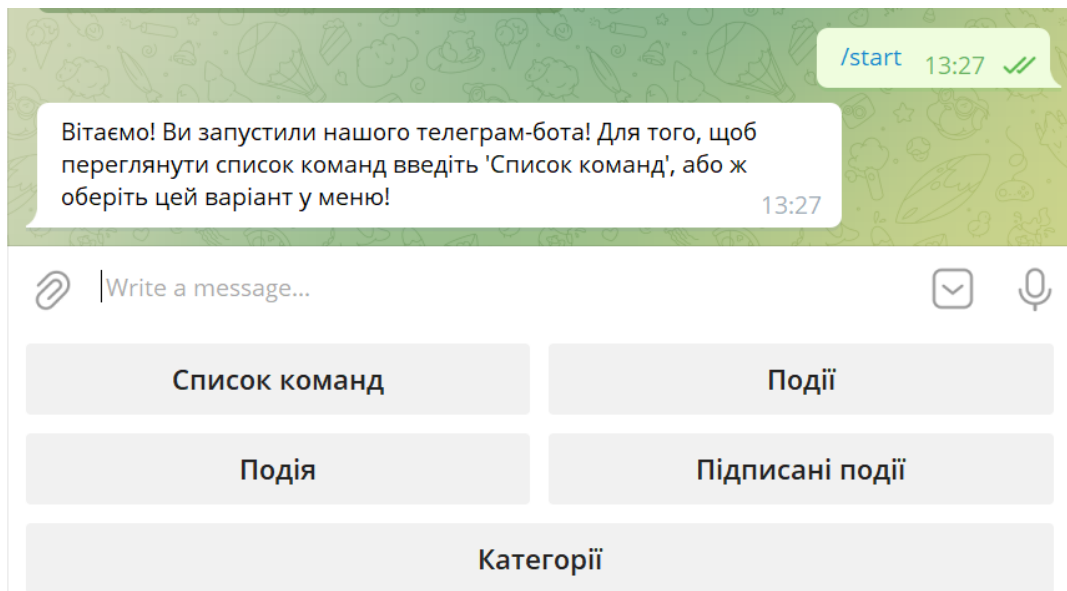 /start 13:27
Вітаємо! Ви запустили нашого телеграм-бота! Для того, щоб
переглянути список команд введіть 'Список команд', або ж
оберіть цей варіант у меню!
13:27
Write a message...
Список команд
Події
Подія
Підписані події
Категорії